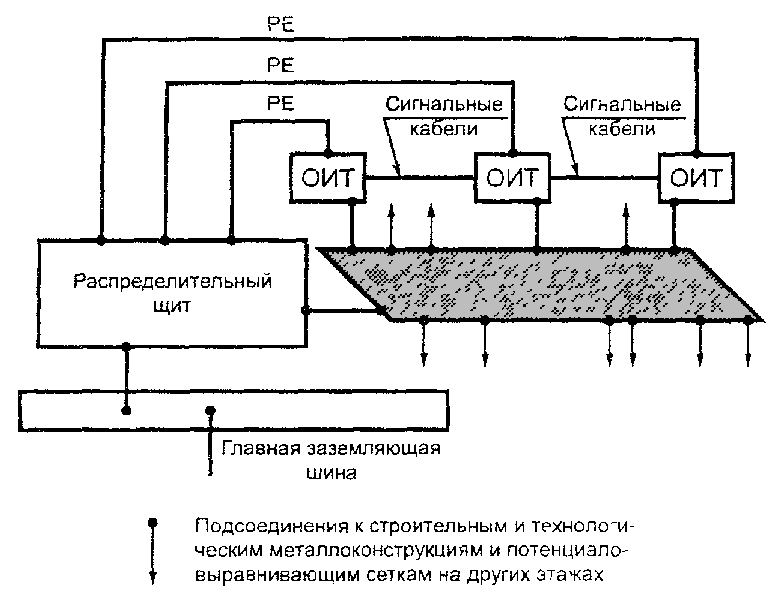 PE
PE
PE
Сигнальные
кабели
Сигнальные
кабели
ОИТ
ОИТ
ОИТ
Распределительный
щит
Главная заземляющая
шина
Подсоединения к строительным и технологи-
ческим металлоконструкциям и потенциало-
выравнивающим сеткам на других этажах